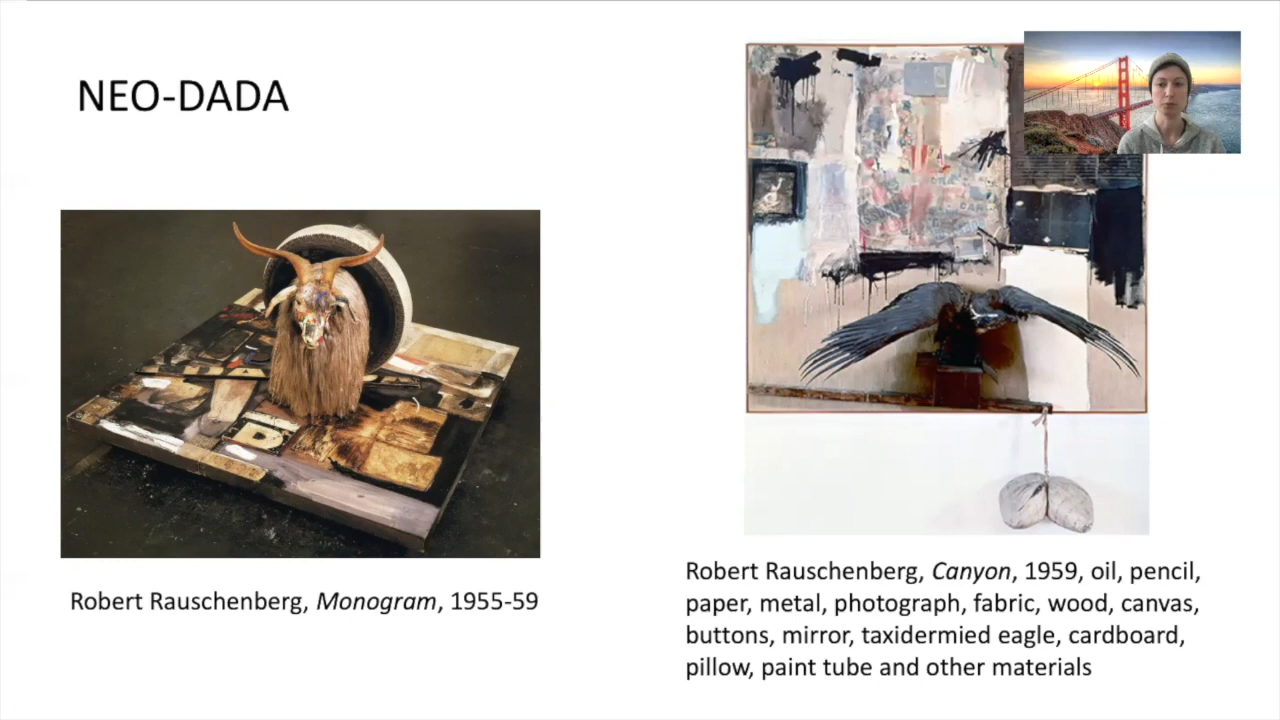 NEO-DADA
Robert Rauschenberg, Monogram, 1955-59
Robert Rauschenberg, Canyon, 1959, oil, pencil,
paper, metal, photograph, fabric, wood, canvas,
buttons, mirror, taxidermied eagle, cardboard,
pillow, paint tube and other materials